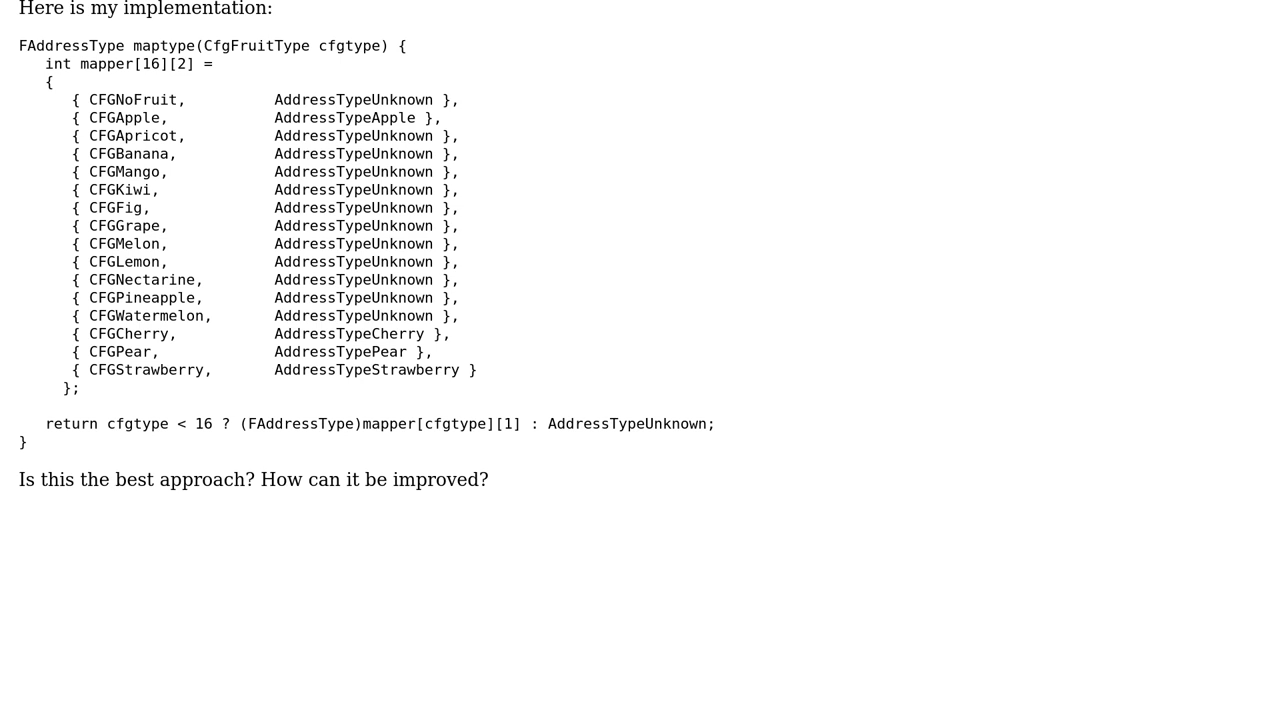 Here is my implementation:
FAddressType maptype(CfgFruitType cfgtype) {
   int mapper[16][2] =
   {
      { CFGNoFruit,          AddressTypeUnknown },
      { CFGApple,            AddressTypeApple },
      { CFGApricot,          AddressTypeUnknown },
      { CFGBanana,           AddressTypeUnknown },
      { CFGMango,            AddressTypeUnknown },
      { CFGKiwi,             AddressTypeUnknown },
      { CFGFig,              AddressTypeUnknown },
      { CFGGrape,            AddressTypeUnknown },
      { CFGMelon,            AddressTypeUnknown },
      { CFGLemon,            AddressTypeUnknown },
      { CFGNectarine,        AddressTypeUnknown },
      { CFGPineapple,        AddressTypeUnknown },
      { CFGWatermelon,       AddressTypeUnknown },
      { CFGCherry,           AddressTypeCherry },
      { CFGPear,             AddressTypePear },
      { CFGStrawberry,       AddressTypeStrawberry }
     };
   return cfgtype < 16 ? (FAddressType)mapper[cfgtype][1] : AddressTypeUnknown;
}
Is this the best approach? How can it be improved?